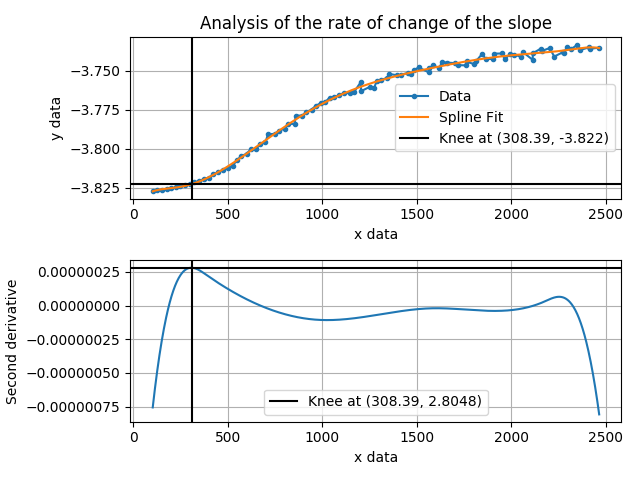 Analysis of the rate of change of the slope
−3.750
−3.775
−3.800
−3.825
y data
Data
Spline Fit
Knee at (308.39, -3.822)
0 500 1000 1500 2000 2500
x data
0.00000025
0.00000000
−0.00000025
−0.00000050
−0.00000075
Second derivative
Knee at (308.39, 2.8048)
0 500 1000 1500 2000 2500
x data